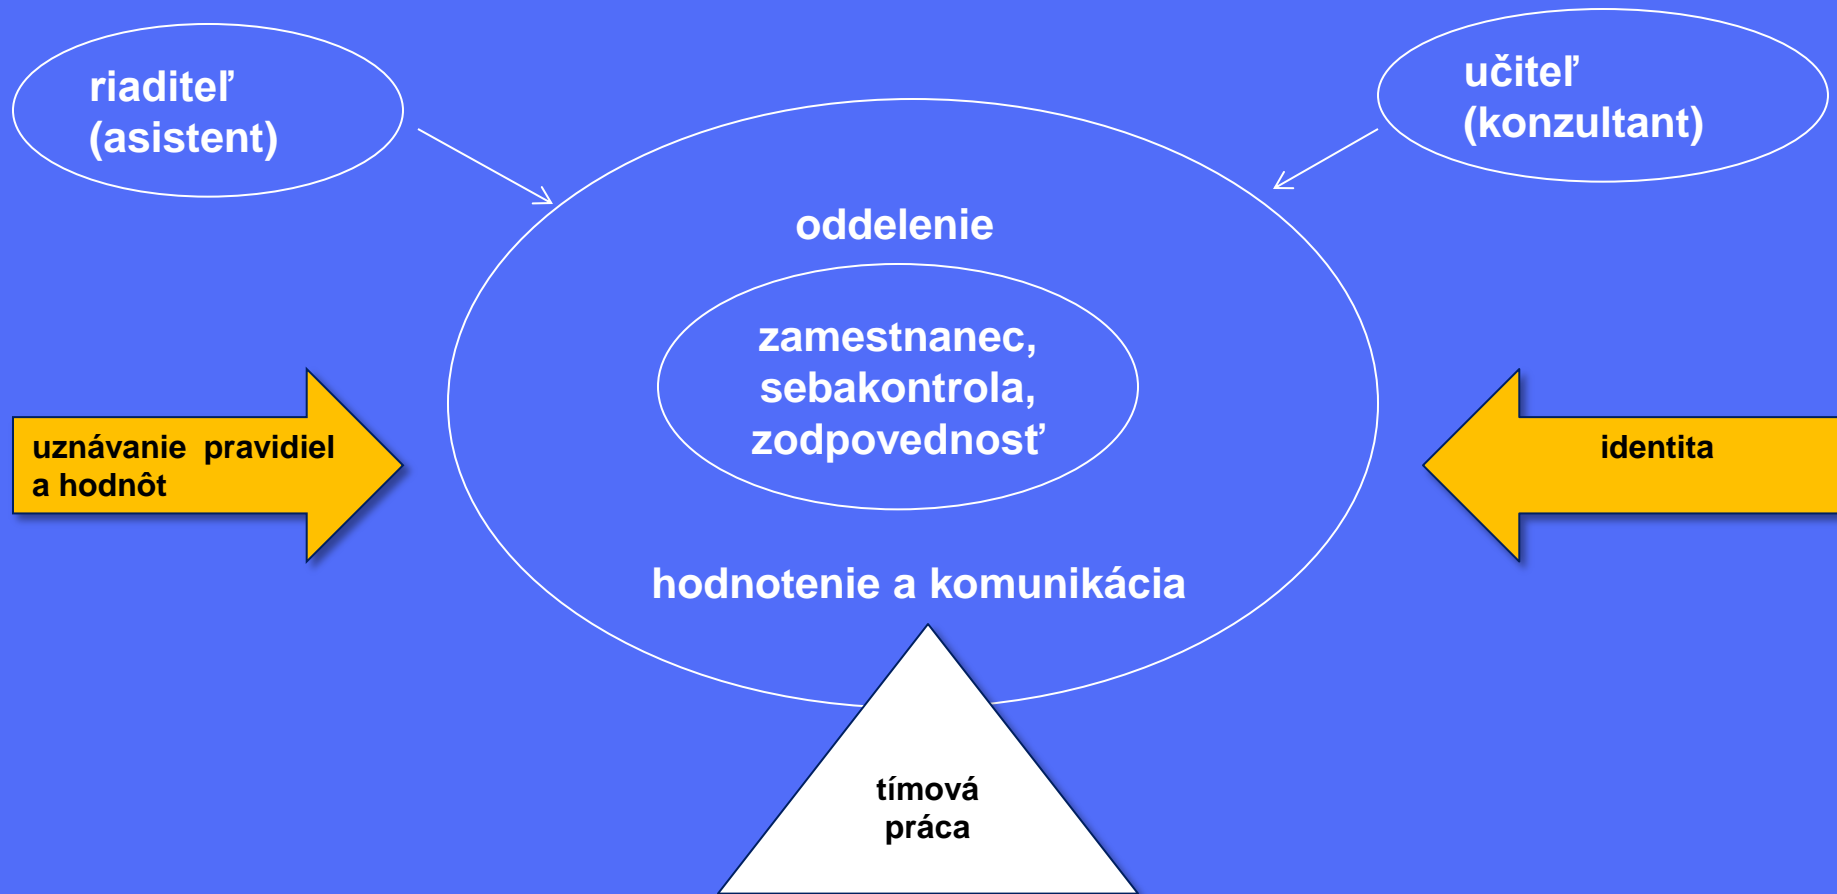 riaditeľ
(asistent)
učiteľ
(konzultant)
oddelenie
zamestnanec,
sebakontrola,
zodpovednosť
uznávanie pravidiel
a hodnôt
identita
hodnotenie a komunikácia
tímová
práca